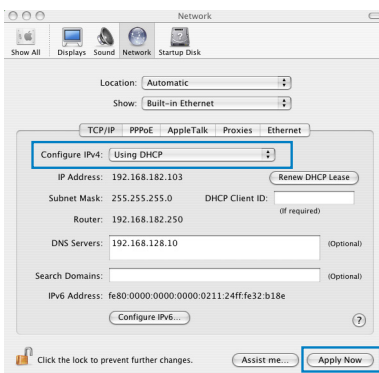 Network
Show All Displays Sound Network Startup Disk
Location: Automatic
Show: Built-in Ethernet
TCP/IP PPPoE AppleTalk Proxies Ethernet
Configure IPv4: Using DHCP
IP Address: 192.168.182.103 Renew DHCP Lease
Subnet Mask: 255.255.255.0 DHCP Client ID:
(If required)
Router: 192.168.182.250
DNS Servers: 192.168.128.10 (Optional)
Search Domains: (Optional)
IPv6 Address: fe80:0000:0000:0000:0211:24ff:fe32:b18e
Configure IPv6... ?
Click the lock to prevent further changes. Assist me... Apply Now